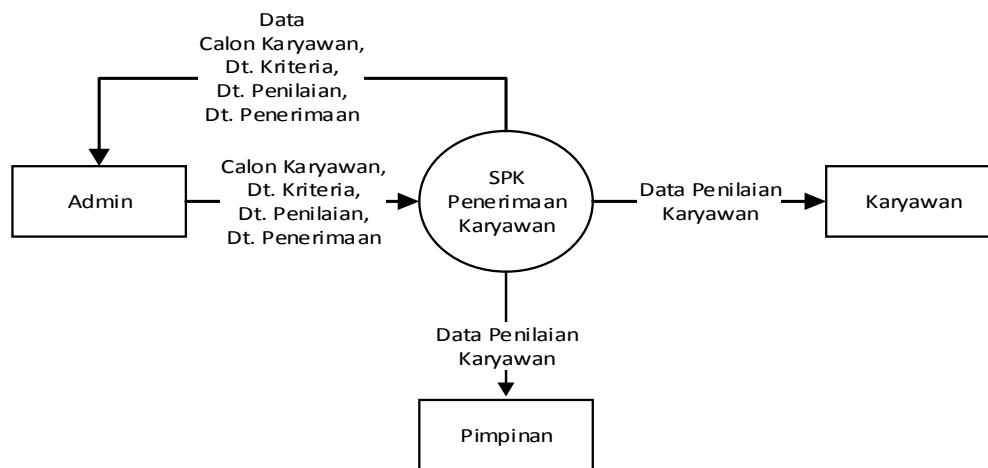 Data
Calon Karyawan,
Dt. Kriteria,
Dt. Penilaian,
Dt. Penerimaan
Admin
Calon Karyawan,
Dt. Kriteria,
Dt. Penilaian,
Dt. Penerimaan
SPK
Penerimaan
Karyawan
Data Penilaian
Karyawan
Karyawan
Data Penilaian
Karyawan
Pimpinan